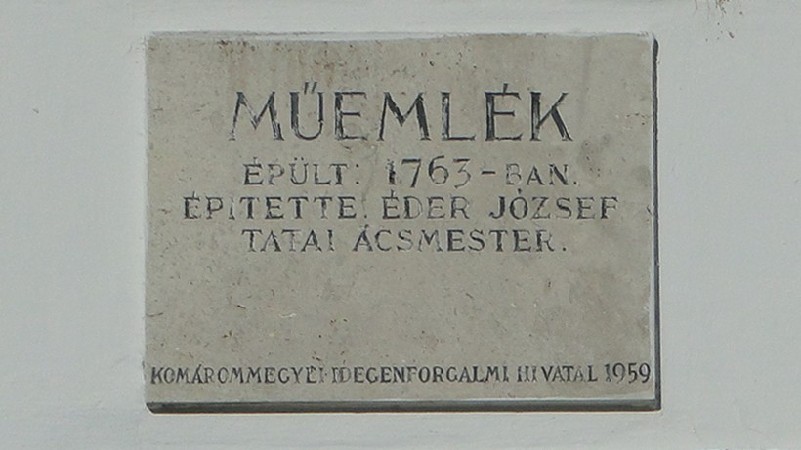 MŰEMLÉK
ÉPÜLT: 1763-BAN.
ÉPITETTE: ÉDER JÓZSEF
TATAI ÁCSMESTER.
KOMÁROMMEGYEI IDEGENFORGALMI HIVATAL 1959